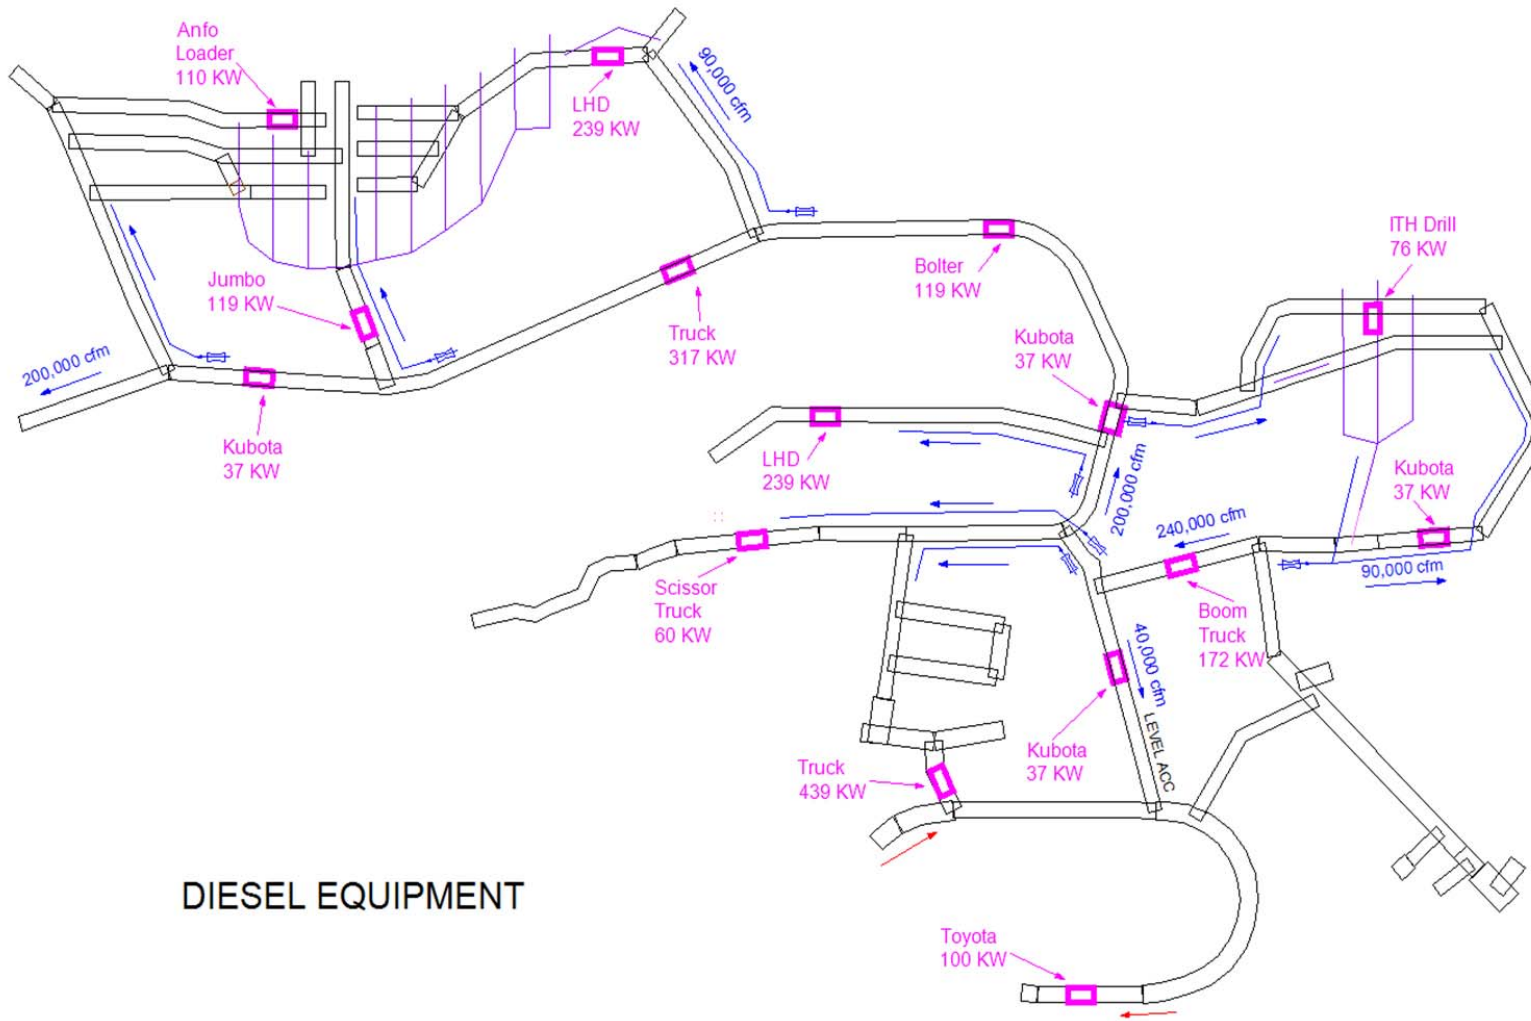 Anfo
Loader
110 KW
LHD
239 KW
90,000 cfm
ITH Drill
76 KW
Jumbo
119 KW
Bolter
119 KW
Truck
317 KW
Kubota
37 KW
200,000 cfm
Kubota
37 KW
LHD
239 KW
200,000 cfm
Kubota
37 KW
240,000 cfm
90,000 cfm
Scissor
Truck
60 KW
Boom
Truck
172 KW
40,000 cfm
LEVEL ACC
Kubota
37 KW
Truck
439 KW
DIESEL EQUIPMENT
Toyota
100 KW